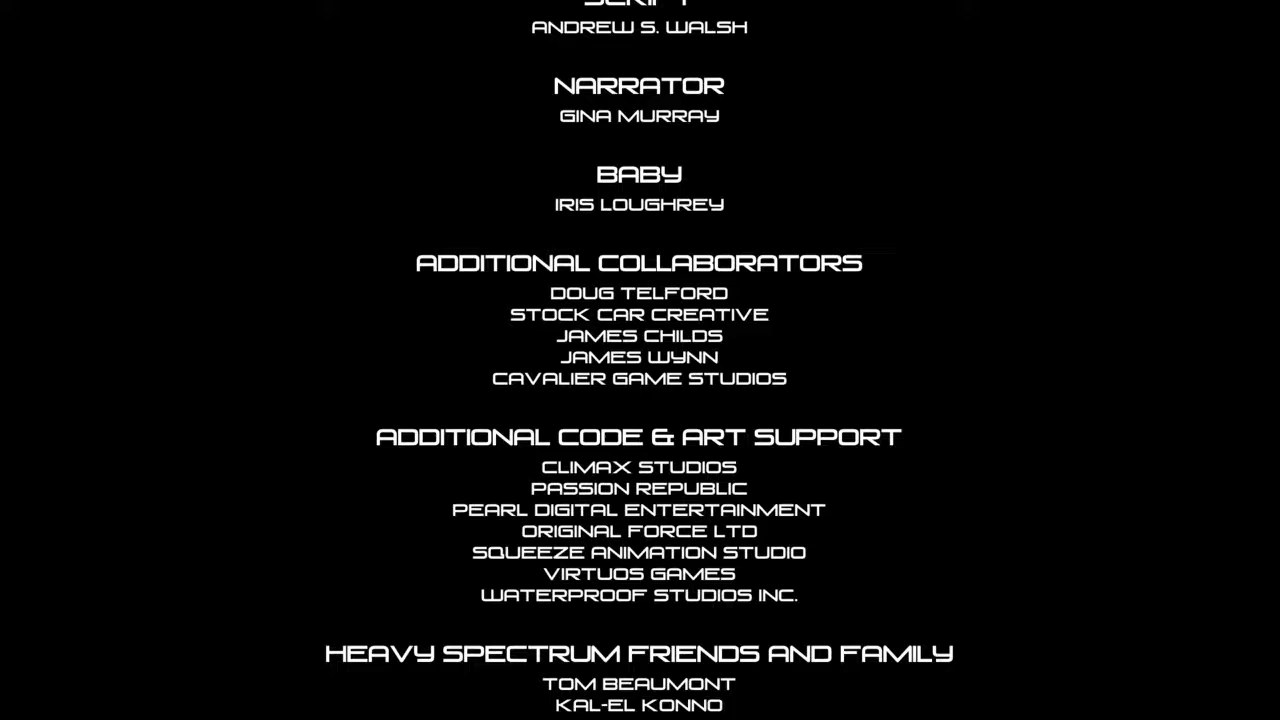 SCRIPT
ANDREW S. WALSH
NARRATOR
GINA MURRAY
BABY
IRIS LOUGHREY
ADDITIONAL COLLABORATORS
DOUG TELFORD
STOCK CAR CREATIVE
JAMES CHILDS
JAMES WYNN
CAVALIER GAME STUDIOS
ADDITIONAL CODE & ART SUPPORT
CLIMAX STUDIOS
PASSION REPUBLIC
PEARL DIGITAL ENTERTAINMENT
ORIGINAL FORCE LTD
SQUEEZE ANIMATION STUDIO
VIRTUOS GAMES
WATERPROOF STUDIOS INC.
HEAVY SPECTRUM FRIENDS AND FAMILY
TOM BEAUMONT
KAL-EL KONNO